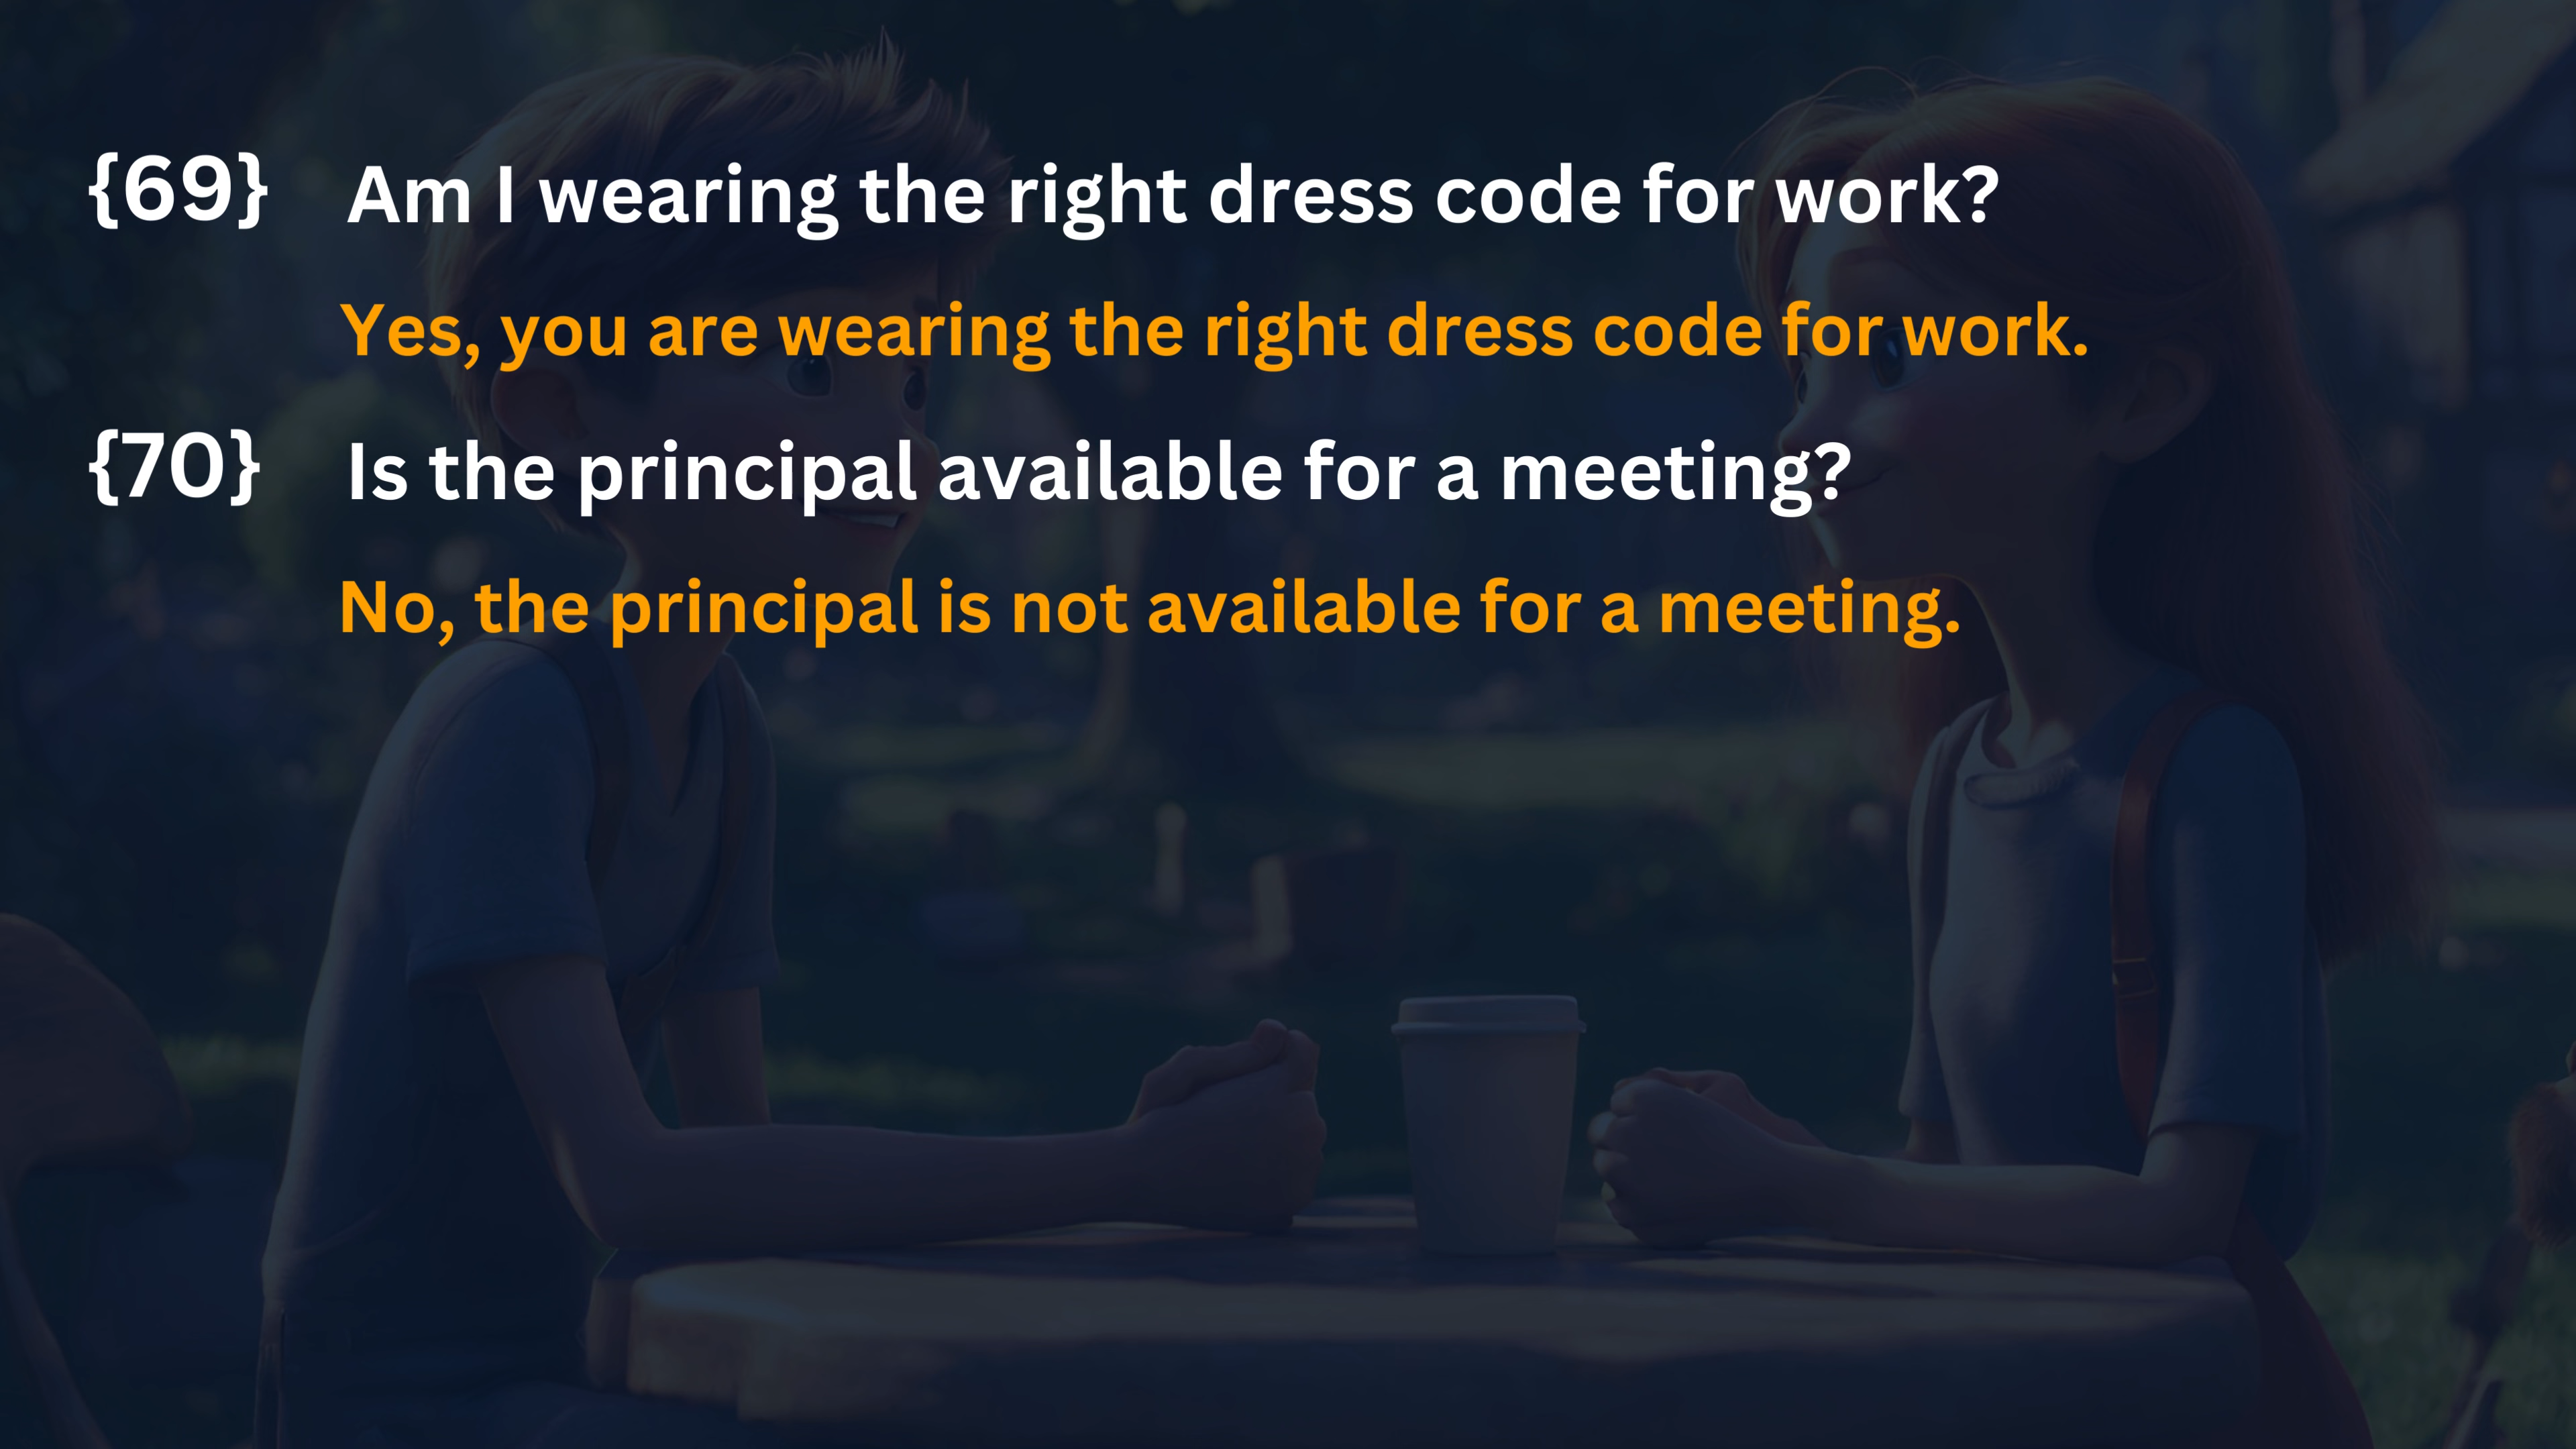 {69} Am I wearing the right dress code for work?
Yes, you are wearing the right dress code for work.
{70} Is the principal available for a meeting?
No, the principal is not available for a meeting.